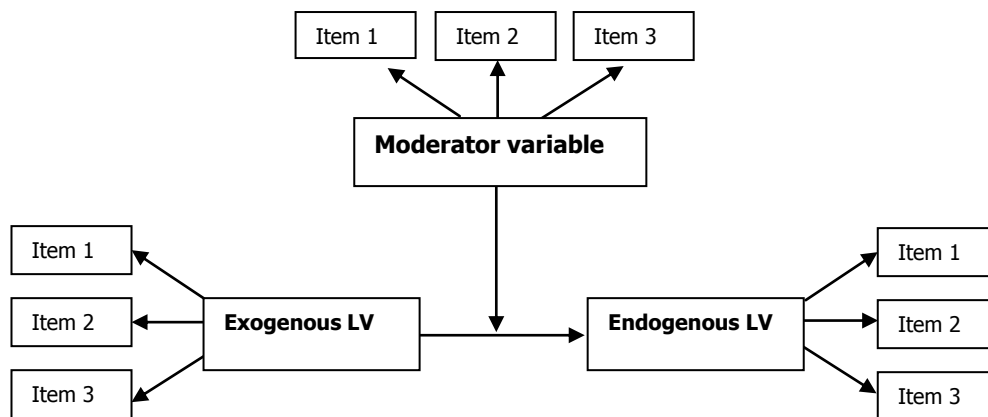 Item 1
Item 2
Item 3
Moderator variable
Item 1
Item 2
Item 3
Exogenous LV
Endogenous LV
Item 1
Item 2
Item 3